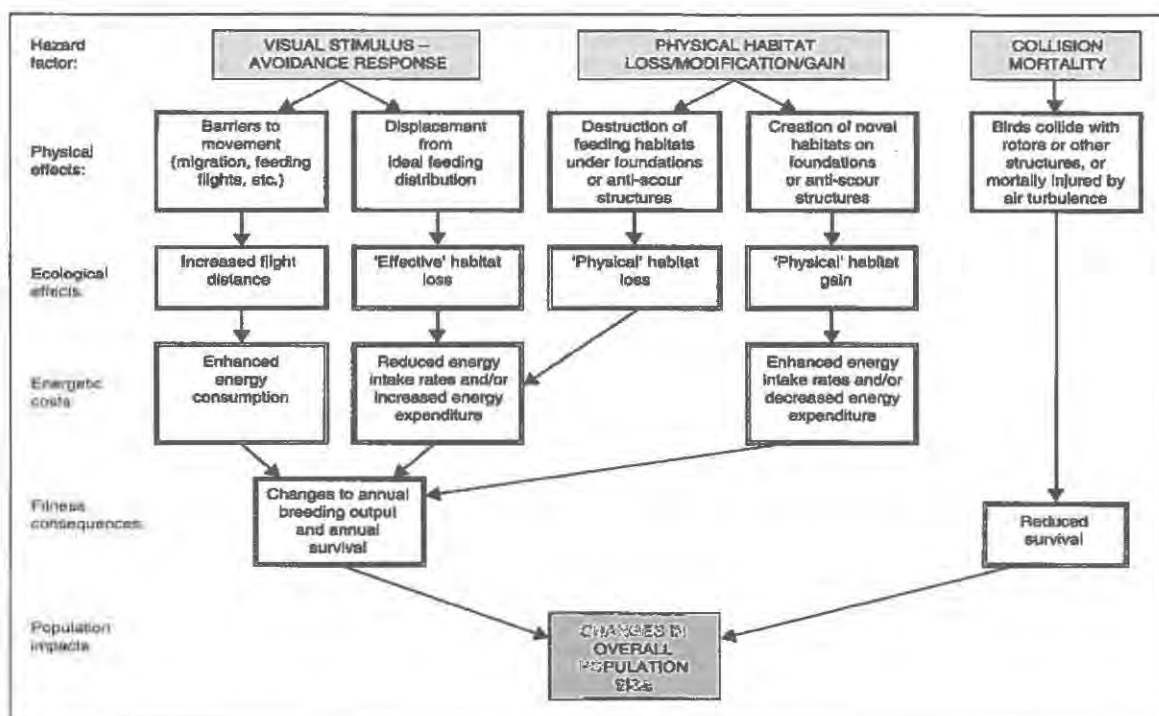 Hazard
factor:
VISUAL STIMULUS –
AVOIDANCE RESPONSE
PHYSICAL HABITAT
LOSS/MODIFICATION/GAIN
COLLISION
MORTALITY
Physical
effects:
Barriers to
movement
(migration, feeding
flights, etc.)
Displacement
from
ideal feeding
distribution
Destruction of
feeding habitats
under foundations
or anti-scour
structures
Creation of novel
habitats on
foundations
or anti-scour
structures
Birds collide with
rotors or other
structures, or
mortally injured by
air turbulence
Ecological
effects
Increased flight
distance
'Effective' habitat
loss
'Physical' habitat
loss
'Physical' habitat
gain
Energetic
costs
Enhanced
energy
consumption
Reduced energy
intake rates and/or
increased energy
expenditure
Enhanced energy
intake rates and/or
decreased energy
expenditure
Fitness
consequences
Changes to annual
breeding output
and annual
survival
Reduced
survival
Population
impacts
CHANGES IN
OVERALL
POPULATION
SIZE